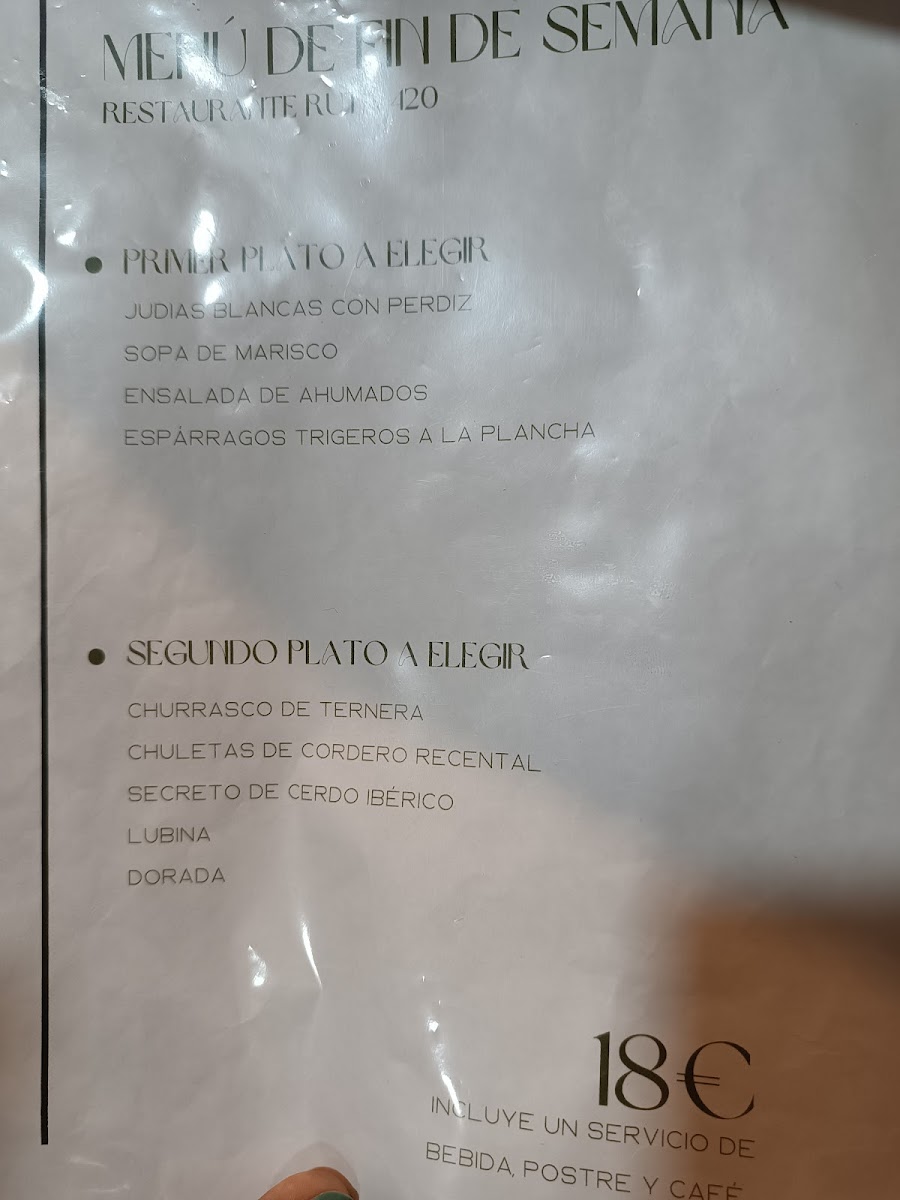 MENÚ DE FIN DE SEMANA
RESTAURANTE 420
PRIMER PLATO A ELEGIR
JUDIAS BLANCAS CON PERDIZ
SOPA DE MARISCO
ENSALADA DE AHUMADOS
ESPÁRRAGOS TRIGEROS A LA PLANCHA
SEGUNDO PLATO A ELEGIR
CHURRASCO DE TERNERA
CHULETAS DE CORDERO RECENTAL
SECRETO DE CERDO IBÉRICO
LUBINA
DORADA
18€
INCLUYE UN SERVICIO DE
BEBIDA, POSTRE Y CAFÉ